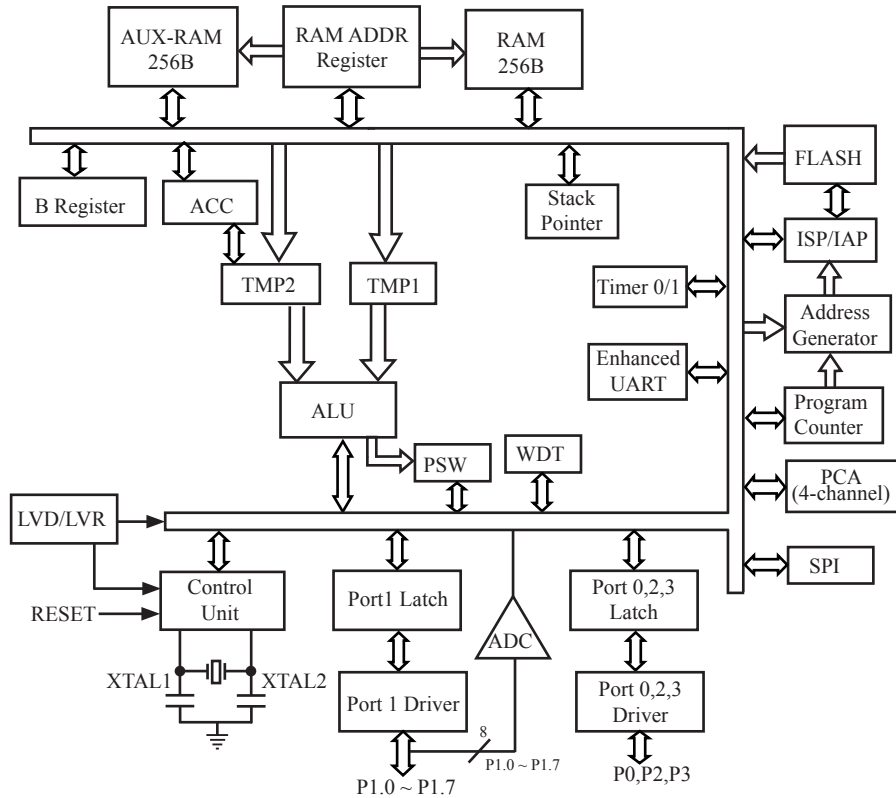 AUX-RAM
256B
RAM ADDR
Register
RAM
256B
FLASH
B Register
ACC
Stack
Pointer
ISP/IAP
TMP2
TMP1
Timer 0/1
Address
Generator
Enhanced
UART
ALU
Program
Counter
PSW
WDT
PCA
(4-channel)
LVD/LVR
SPI
Control
Unit
Port1 Latch
Port 0,2,3
Latch
RESET
ADC
XTAL1
XTAL2
Port 1 Driver
Port 0,2,3
Driver
8
P1.0 ~ P1.7
P1.0 ~ P1.7
P0,P2,P3